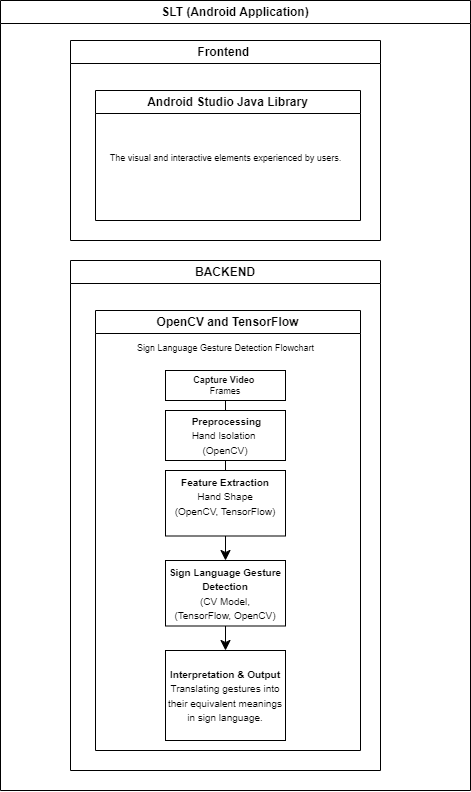 SLT (Android Application)
Frontend
Android Studio Java Library
The visual and interactive elements experienced by users.
BACKEND
OpenCV and TensorFlow
Sign Language Gesture Detection Flowchart
Capture Video
Frames
Preprocessing
Hand Isolation
(OpenCV)
Feature Extraction
Hand Shape
(OpenCV, TensorFlow)
Sign Language Gesture
Detection
(CV Model,
(TensorFlow, OpenCV)
Interpretation & Output
Translating gestures into
their equivalent meanings
in sign language.